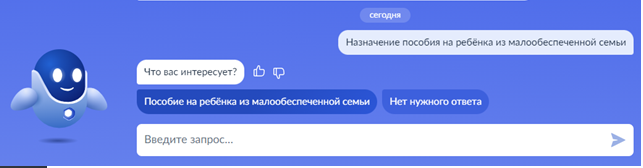 сегодня
Назначение пособия на ребёнка из малообеспеченной семьи
Что вас интересует?
Пособие на ребёнка из малообеспеченной семьи
Нет нужного ответа
Введите запрос...